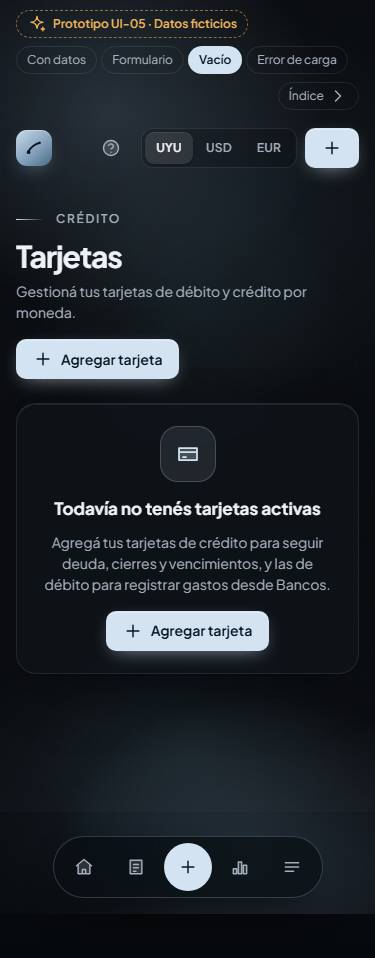 Prototipo UI-05 · Datos ficticios
Con datos
Formulario
Vacío
Error de carga
Índice
UYU
USD
EUR
CRÉDITO
Tarjetas
Gestioná tus tarjetas de débito y crédito por
moneda.
Agregar tarjeta
Todavía no tenés tarjetas activas
Agregá tus tarjetas de crédito para seguir
deuda, cierres y vencimientos, y las de
débito para registrar gastos desde Bancos.
Agregar tarjeta